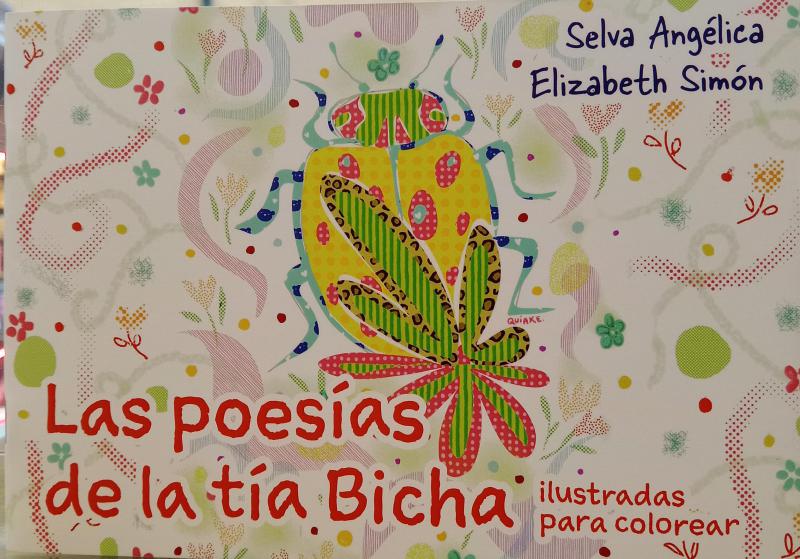 Selva Angélica
Elizabeth Simón
QUiAKE.
Las poesías
de la tía Bicha
ilustradas
para colorear